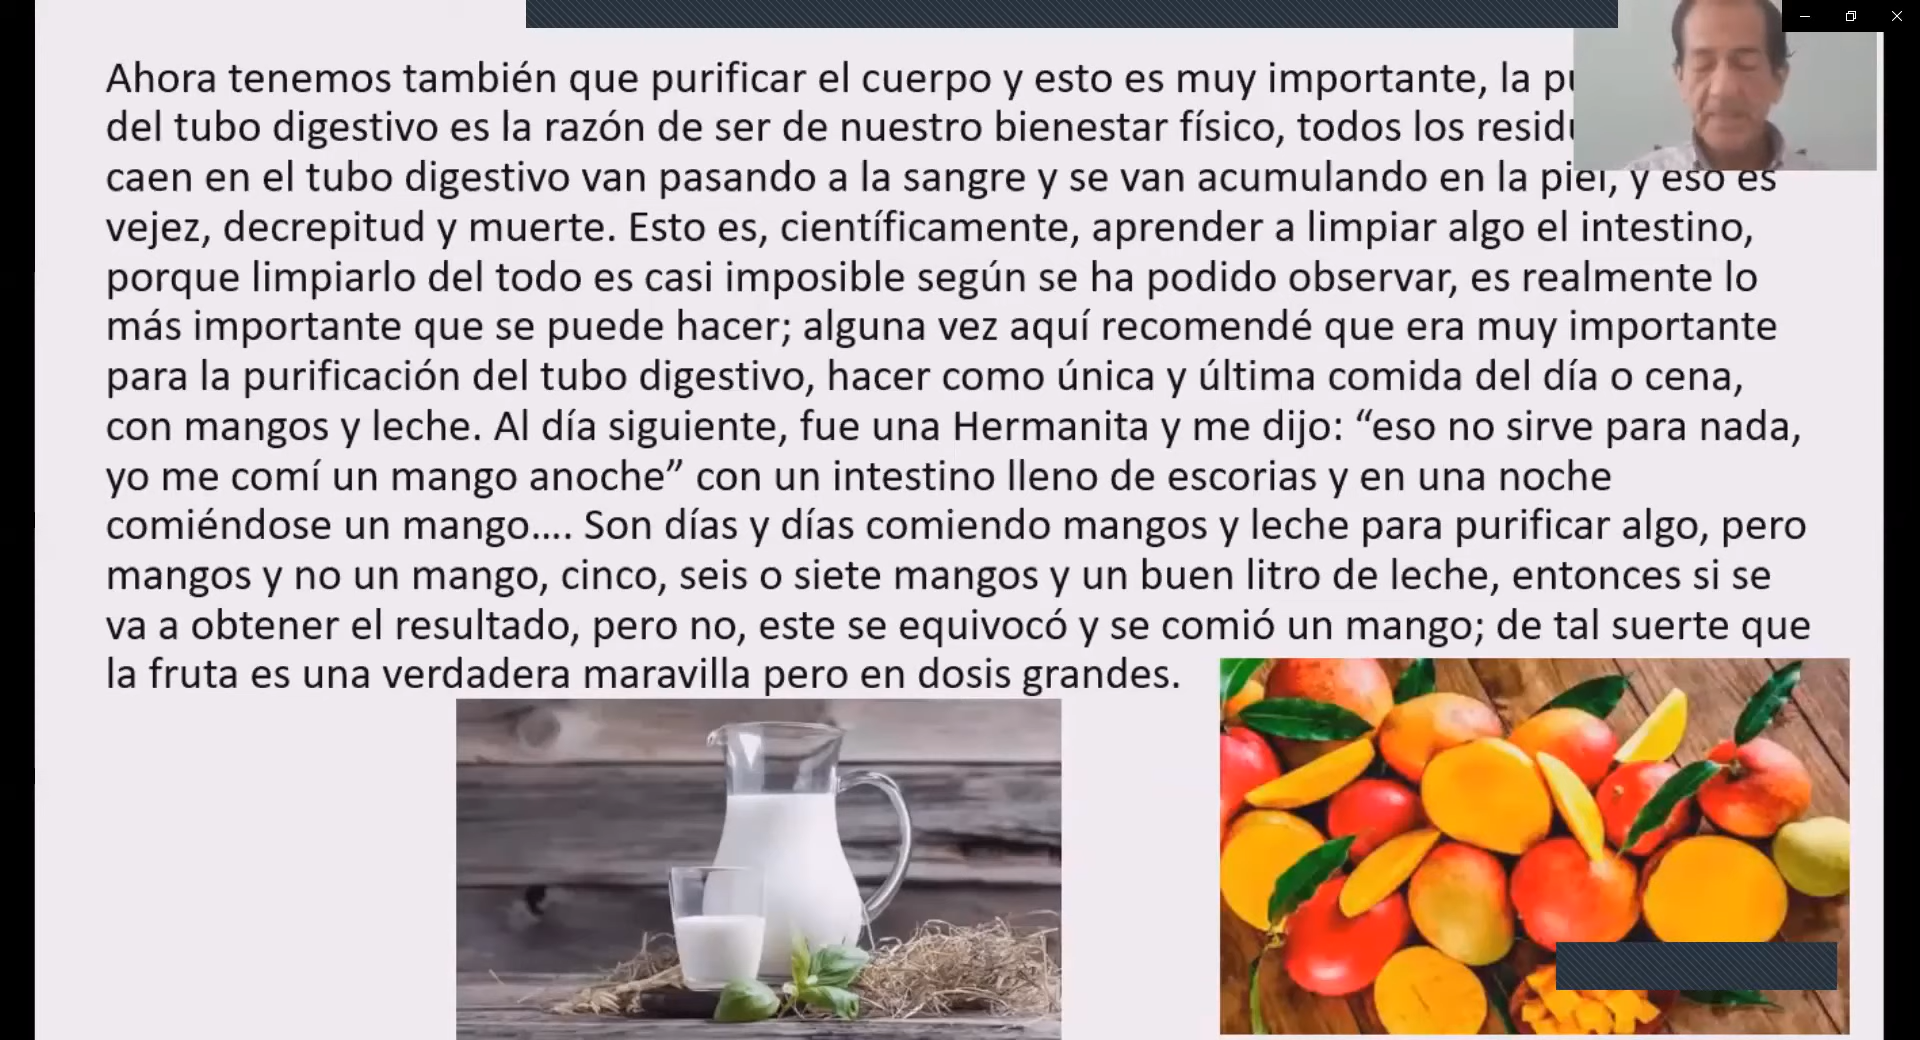 Ahora tenemos también que purificar el cuerpo y esto es muy importante, la
del tubo digestivo es la razón de ser de nuestro bienestar físico, todos los
caen en el tubo digestivo van pasando a la sangre y se van acumulando en la piel, y eso es
vejez, decrepitud y muerte. Esto es, científicamente, aprender a limpiar algo el intestino,
porque limpiarlo del todo es casi imposible según se ha podido observar, es realmente lo
más importante que se puede hacer; alguna vez aquí recomendé que era muy importante
para la purificación del tubo digestivo, hacer como única y última comida del día o cena,
con mangos y leche. Al día siguiente, fue una Hermanita y me dijo: “eso no sirve para nada,
yo me comí un mango anoche” con un intestino lleno de escorias y en una noche
comiéndose un mango…. Son días y días comiendo mangos y leche para purificar algo, pero
mangos y no un mango, cinco, seis o siete mangos y un buen litro de leche, entonces si se
va a obtener el resultado, pero no, este se equivocó y se comió un mango; de tal suerte que
la fruta es una verdadera maravilla pero en dosis grandes.